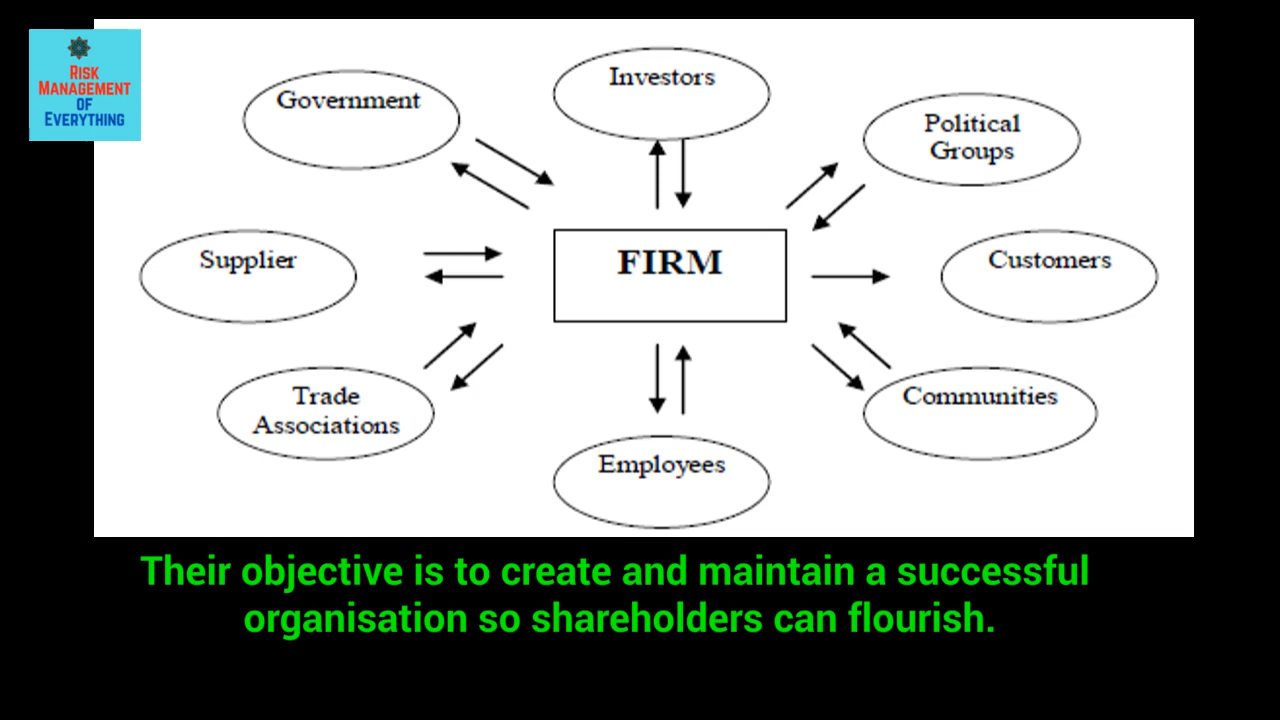 Risk
Management
of
Everything
Investors
Government
Political
Groups
Supplier
FIRM
Customers
Trade
Associations
Communities
Employees
Their objective is to create and maintain a successful
organisation so shareholders can flourish.